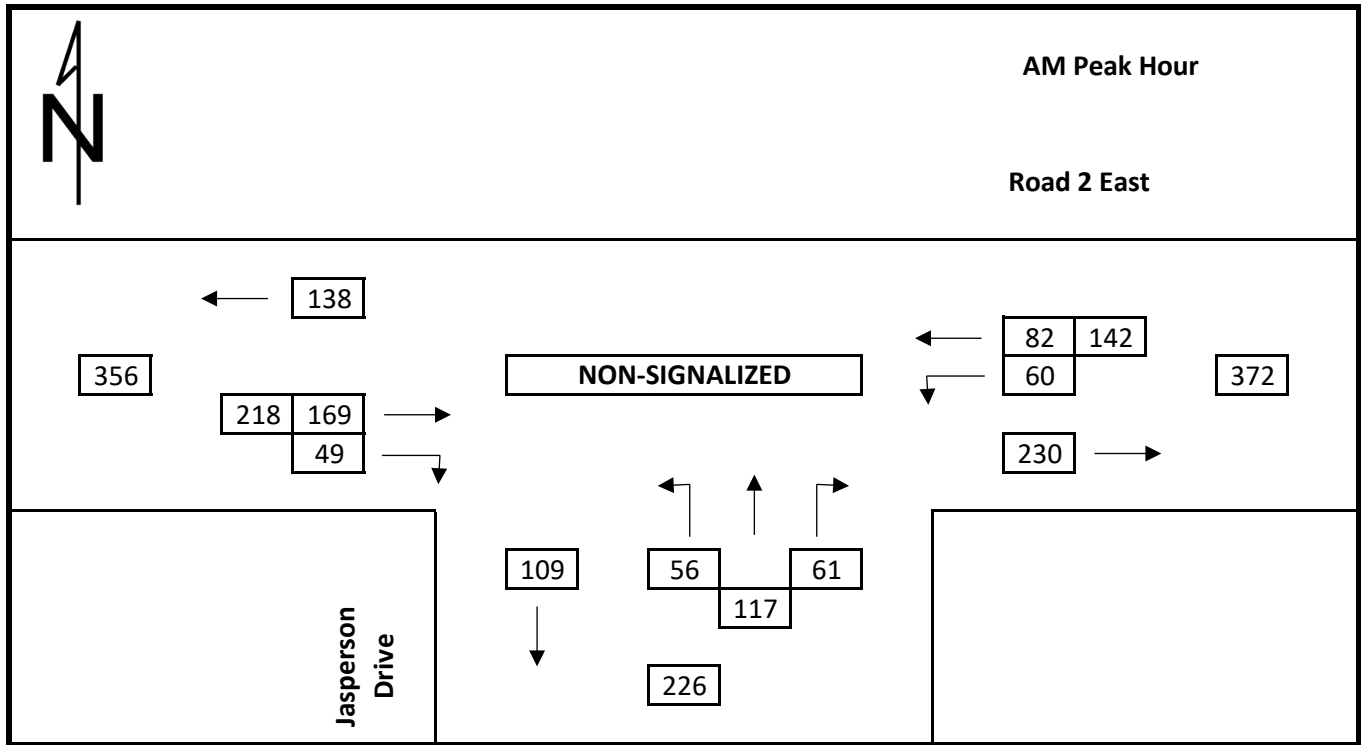 AM Peak Hour
N
Road 2 East
138
82 142
356
NON-SIGNALIZED
60
372
218 169
49
230
109
56
61
117
Jasperson
Drive
226